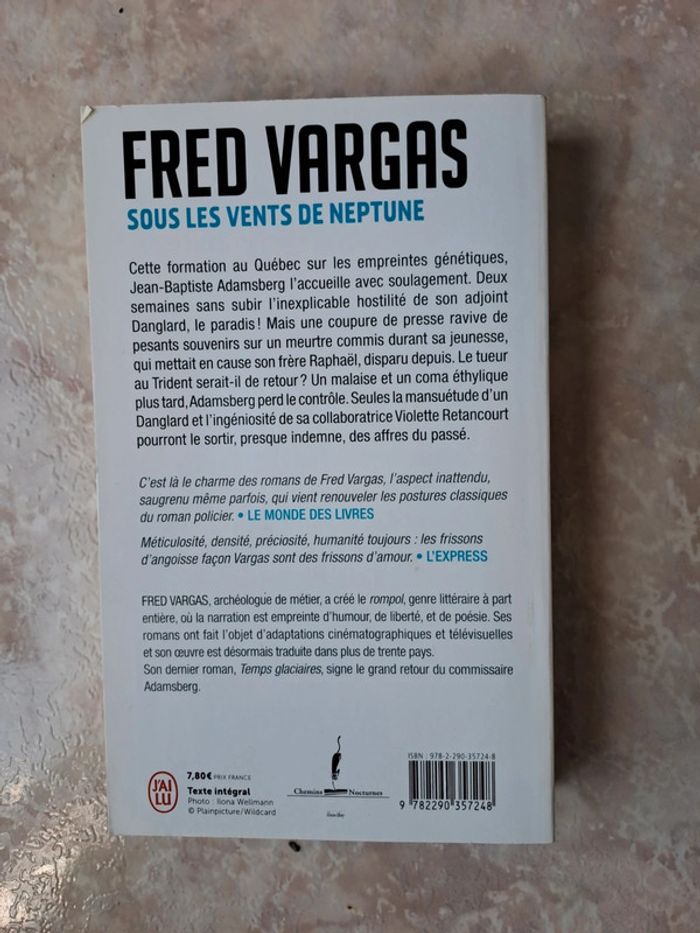 FRED VARGAS
SOUS LES VENTS DE NEPTUNE
Cette formation au Québec sur les empreintes génétiques,
Jean-Baptiste Adamsberg l'accueille avec soulagement. Deux
semaines sans subir l'inexplicable hostilité de son adjoint
Danglard, le paradis ! Mais une coupure de presse ravive de
pesants souvenirs sur un meurtre commis durant sa jeunesse,
qui mettait en cause son frère Raphaël, disparu depuis. Le tueur
au Trident serait-il de retour ? Un malaise et un coma éthylique
plus tard, Adamsberg perd le contrôle. Seules la mansuétude d'un
Danglard et l'ingéniosité de sa collaboratrice Violette Retancourt
pourront le sortir, presque indemne, des affres du passé.
C'est là le charme des romans de Fred Vargas, l'aspect inattendu,
saugrenu même parfois, qui vient renouveler les postures classiques
du roman policier. • LE MONDE DES LIVRES
Méticulosité, densité, préciosité, humanité toujours : les frissons
d'angoisse façon Vargas sont des frissons d'amour. • L'EXPRESS
FRED VARGAS, archéologue de métier, a créé le rompol, genre littéraire à part
entière, où la narration est empreinte d'humour, de liberté, et de poésie. Ses
romans ont fait l'objet d'adaptations cinématographiques et télévisuelles
et son œuvre est désormais traduite dans plus de trente pays.
Son dernier roman, Temps glaciaires, signe le grand retour du commissaire
Adamsberg.
J'AI LU
7,80€ PRIX FRANCE
Texte intégral
Photo : Ilona Wellmann
© Plainpicture/Wildcard
Chemins Nocturnes
ISBN : 978-2-290-35724-8
9 782290 357248